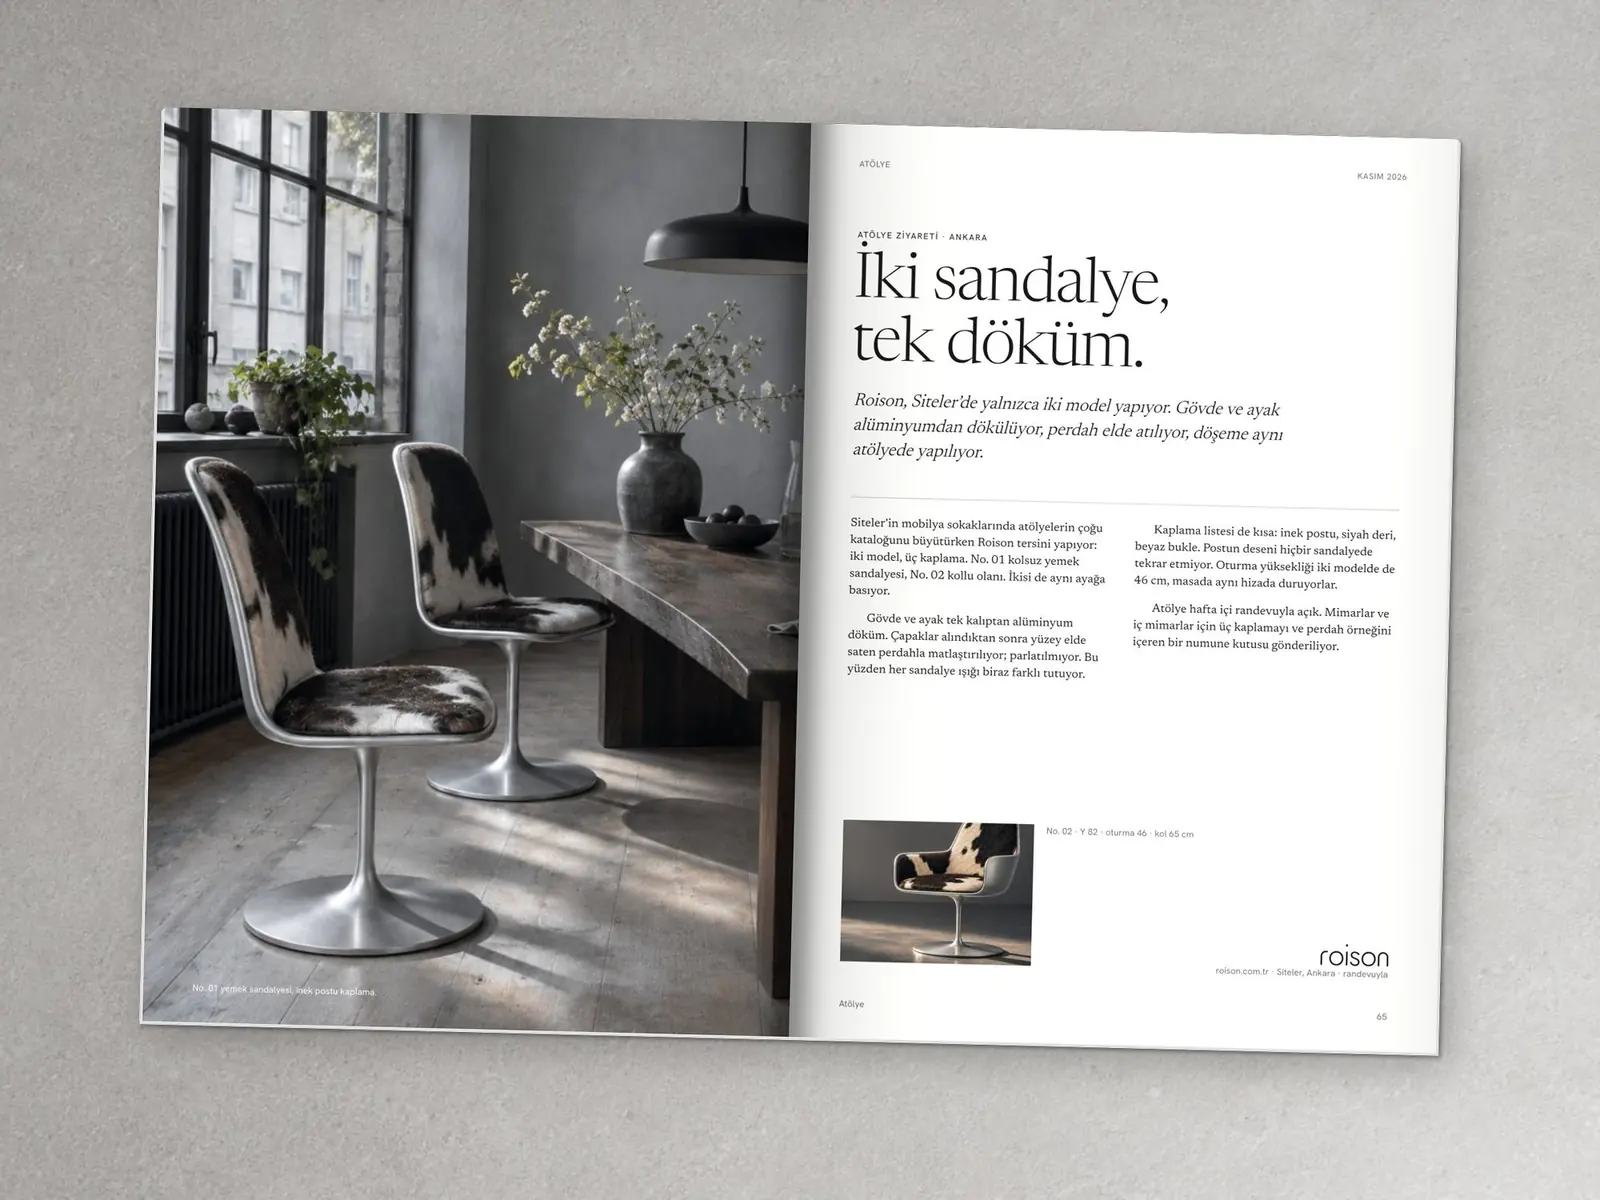 No. 01 yemek sandalyesi, inek postu kaplama.
ATÖLYE
KASIM 2026
ATÖLYE ZİYARETİ · ANKARA
İki sandalye,
tek döküm.
Roison, Siteler’de yalnızca iki model yapıyor. Gövde ve ayak
alüminyumdan dökülüyor, perdah elde atılıyor, döşeme aynı
atölyede yapılıyor.
Siteler’in mobilya sokaklarında atölyelerin çoğu
kataloğunu büyütürken Roison tersini yapıyor:
iki model, üç kaplama. No. 01 kolsuz yemek
sandalyesi, No. 02 kollu olanı. İkisi de aynı ayağa
basıyor.
Gövde ve ayak tek kalıptan alüminyum
döküm. Çapaklar alındıktan sonra yüzey elde
saten perdahla matlaştırılıyor; parlatılmıyor. Bu
yüzden her sandalye ışığı biraz farklı tutuyor.
Kaplama listesi de kısa: inek postu, siyah deri,
beyaz bukle. Postun deseni hiçbir sandalyede
tekrar etmiyor. Oturma yüksekliği iki modelde de
46 cm, masada aynı hizada duruyorlar.
Atölye hafta içi randevuyla açık. Mimarlar ve
iç mimarlar için üç kaplamayı ve perdah örneğini
içeren bir numune kutusu gönderiliyor.
No. 02 · Y 82 · oturma 46 · kol 65 cm
roison
roison.com.tr · Siteler, Ankara · randevuyla
Atölye
65